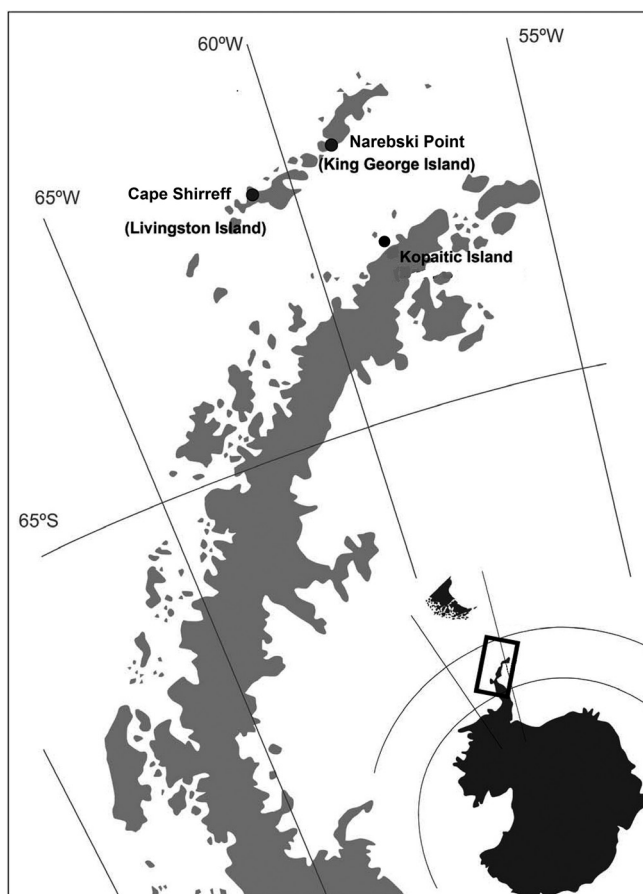 60ºW
55ºW
Narebski Point
(King George Island)
Cape Shirreff
65ºW
(Livingston Island)
Kopaitic Island
65ºS